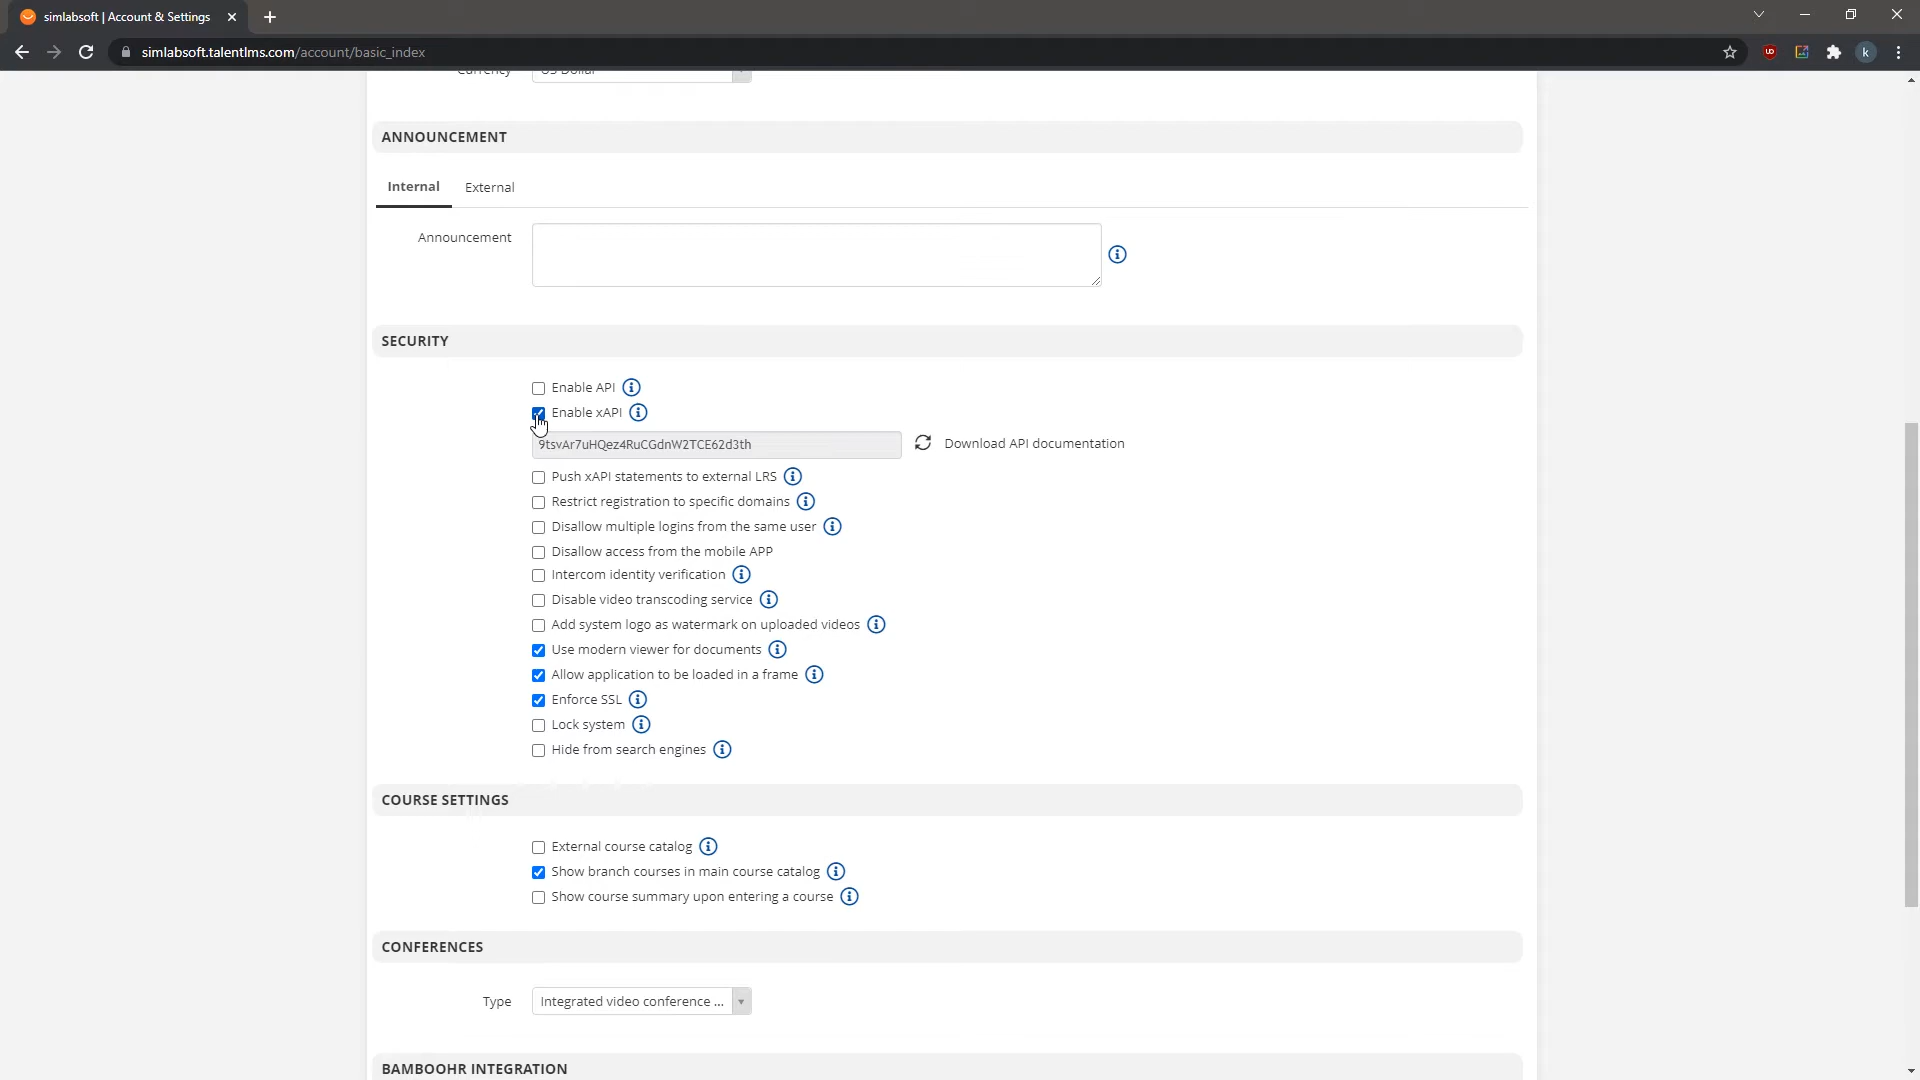 simlabsoft | Account & Settings
simlabsoft.talentlms.com/account/basic_index
k
Currency US Dollar
ANNOUNCEMENT
Internal External
Announcement
SECURITY
Enable API
Enable xAPI
9tsvAr7uHQez4RuCGdnW2TCE62d3th Download API documentation
Push xAPI statements to external LRS
Restrict registration to specific domains
Disallow multiple logins from the same user
Disallow access from the mobile APP
Intercom identity verification
Disable video transcoding service
Add system logo as watermark on uploaded videos
Use modern viewer for documents
Allow application to be loaded in a frame
Enforce SSL
Lock system
Hide from search engines
COURSE SETTINGS
External course catalog
Show branch courses in main course catalog
Show course summary upon entering a course
CONFERENCES
Type Integrated video conference ...
BAMBOOHR INTEGRATION